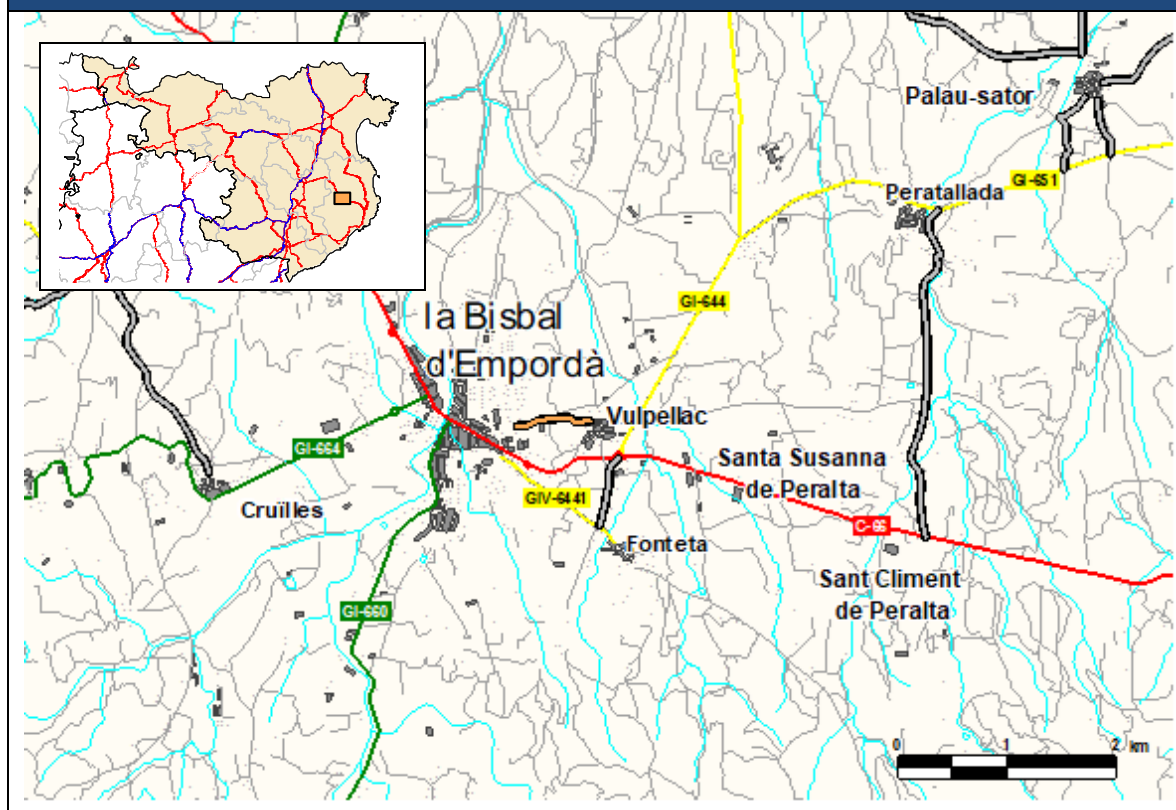 Palau-sator
GI-651
Peratallada
GI-644
la Bisbal
d'Empordà
Vulpellac
GI-664
Santa Susanna
de Peralta
GIV-6441
Cruïlles
C-66
Fonteta
Sant Climent
de Peralta
GI-660
0 1 2 km